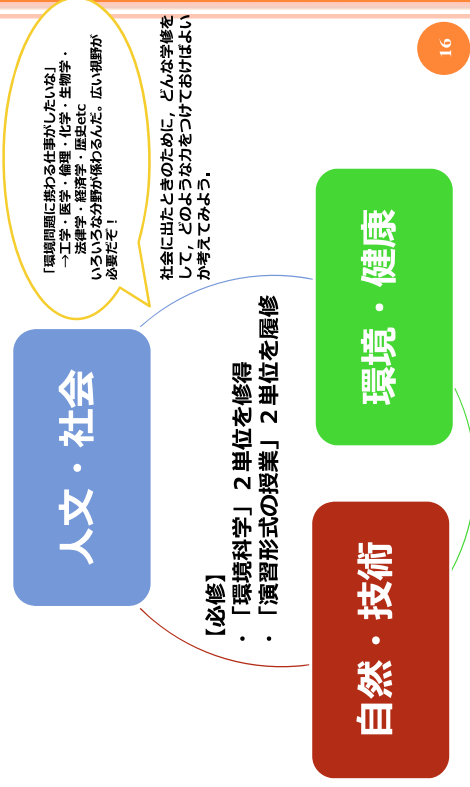 16
人文・社会
「環境問題に携わる仕事がしたいな」
→工学・医学・倫理・化学・生物学・
法律学・経済学・歴史etc
いろいろな分野が係わるんだ。広い視野が
必要だぞ！
社会に出たときのために，どんな学修を
して，どのような力をつけておけばよい
か考えてみよう。
【必修】
・「環境科学」２単位を修得
・「演習形式の授業」２単位を履修
自然・技術
環境・健康